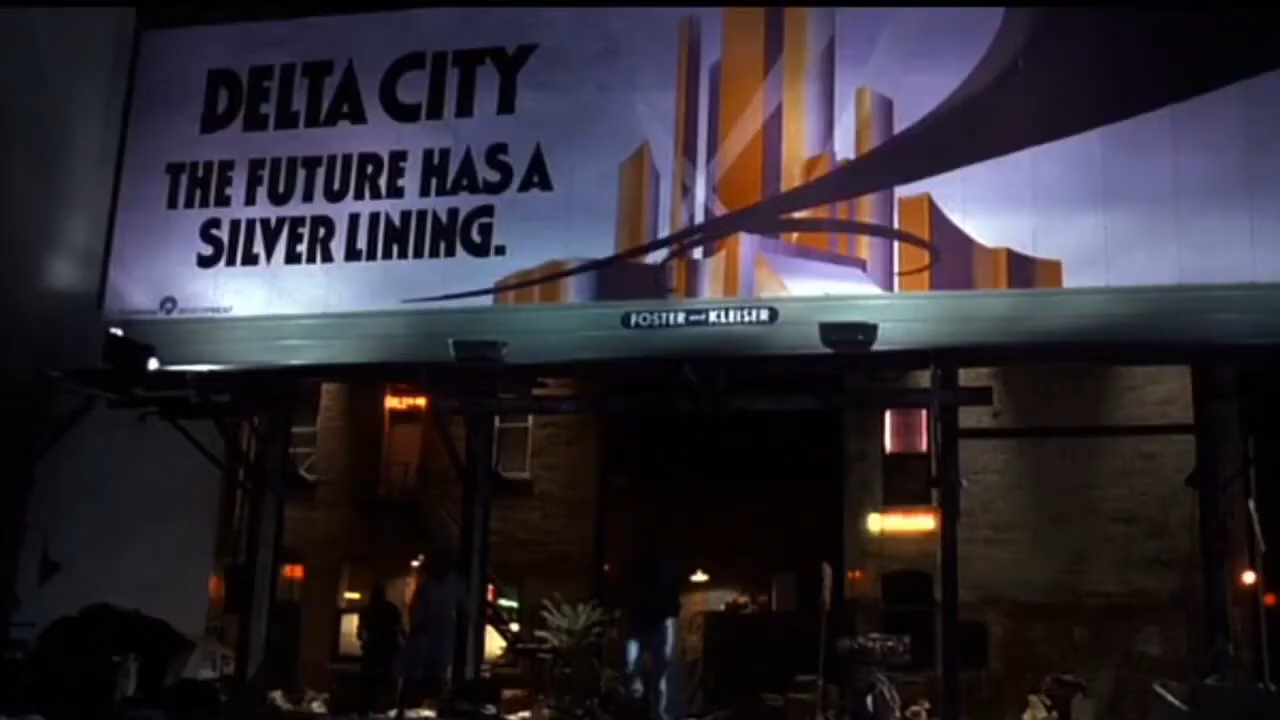 DELTA CITY
THE FUTURE HAS A
SILVER LINING.
FOSTER and KLEISER